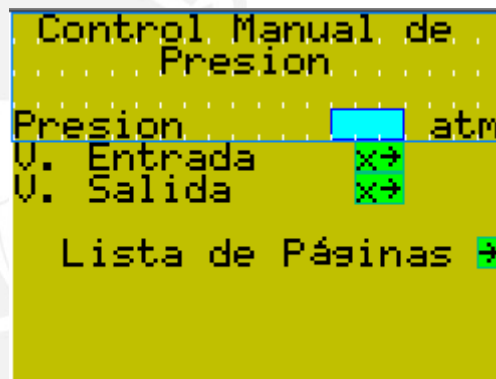 Control Manual de
Presion
Presion atm
V. Entrada x→
V. Salida x→
Lista de Páginas →